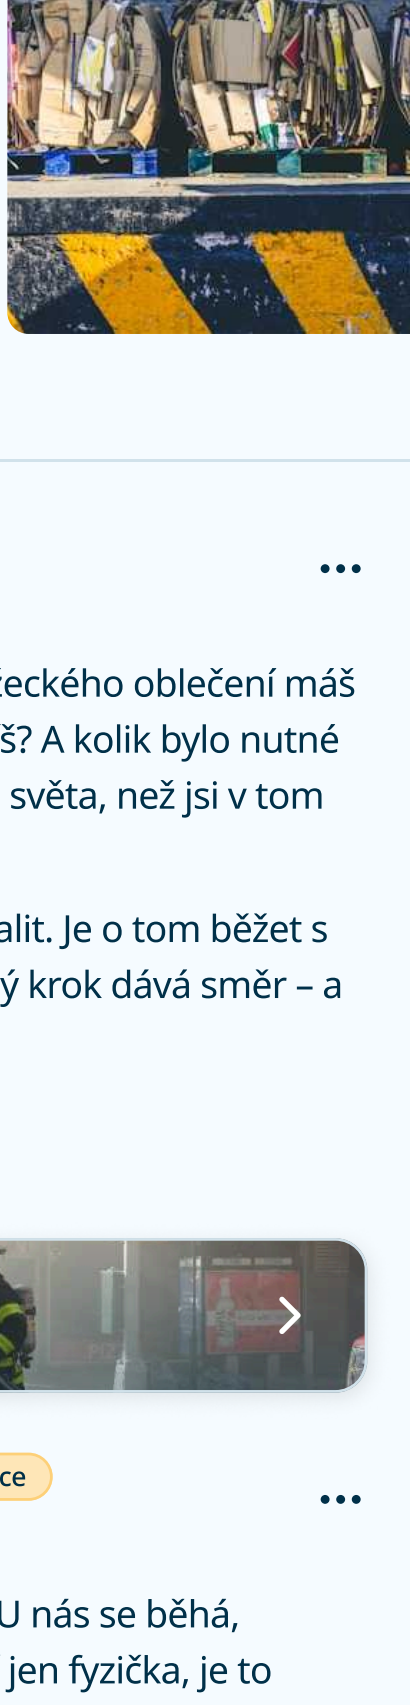 žeckého oblečení máš
š? A kolik bylo nutné
světa, než jsi v tom
alit. Je o tom běžet s
ý krok dává směr – a
ce
U nás se běhá,
jen fyzička, je to